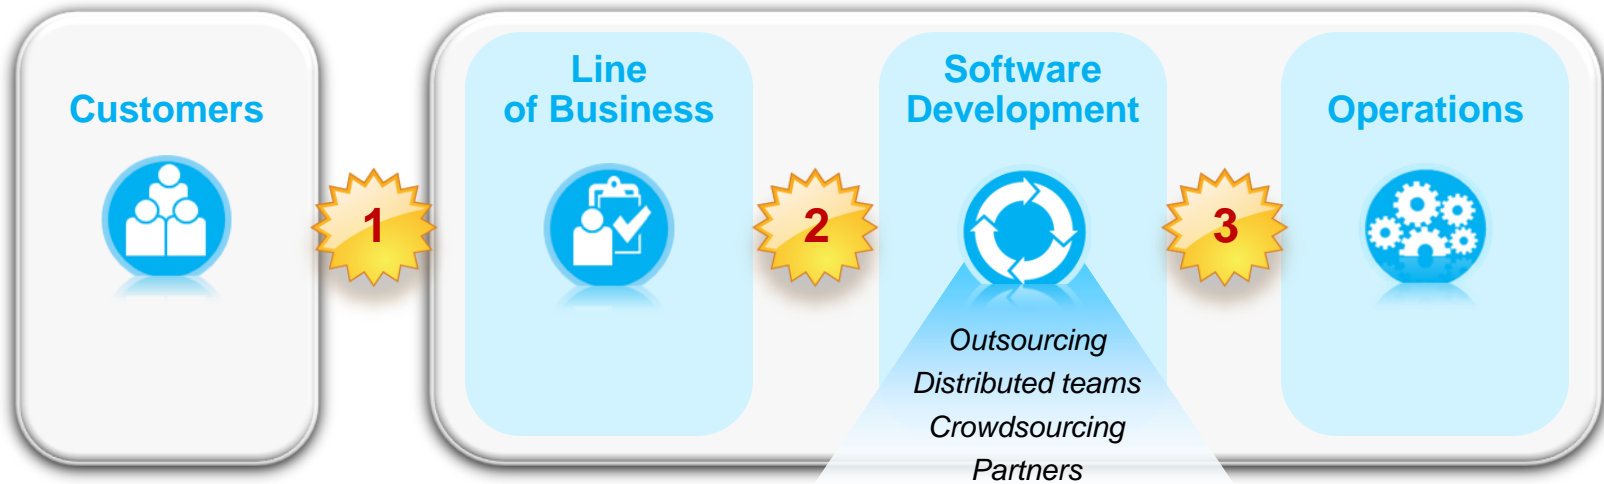 Customers
1
Line
of Business
2
Software
Development
3
Operations
Outsourcing
Distributed teams
Crowdsourcing
Partners